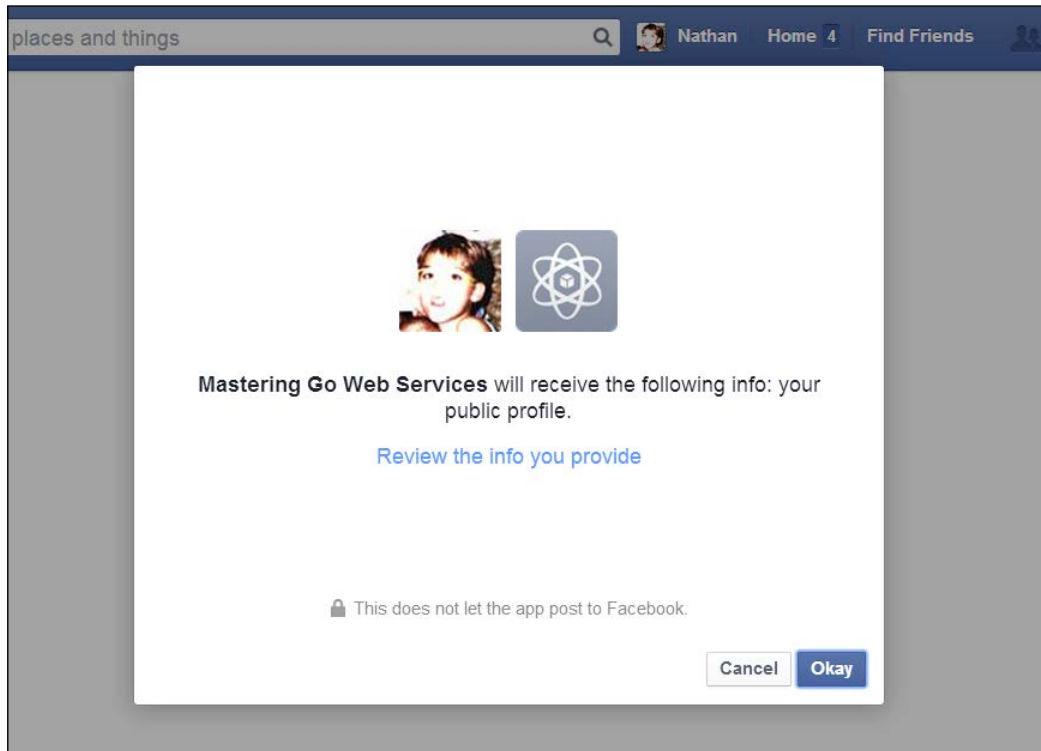 places and things
Nathan Home 4 Find Friends
Mastering Go Web Services will receive the following info: your
public profile.
Review the info you provide
This does not let the app post to Facebook.
Cancel Okay